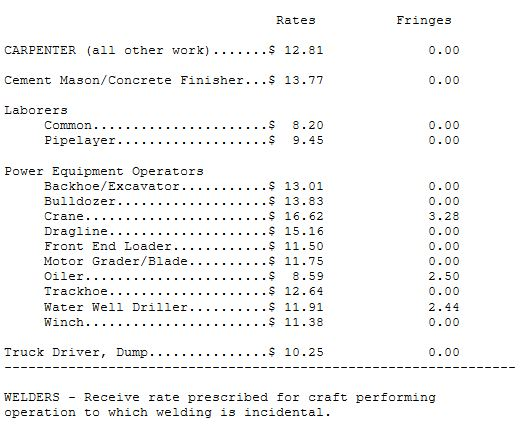 Rates Fringes
CARPENTER (all other work).......$ 12.81 0.00
Cement Mason/Concrete Finisher...$ 13.77 0.00
Laborers
Common......................$ 8.20 0.00
Pipelayer...................$ 9.45 0.00
Power Equipment Operators
Backhoe/Excavator...........$ 13.01 0.00
Bulldozer...................$ 13.83 0.00
Crane.......................$ 16.62 3.28
Dragline....................$ 15.16 0.00
Front End Loader............$ 11.50 0.00
Motor Grader/Blade..........$ 11.75 0.00
Oiler.......................$ 8.59 2.50
Trackhoe....................$ 12.64 0.00
Water Well Driller..........$ 11.91 2.44
Winch.......................$ 11.38 0.00
Truck Driver, Dump...............$ 10.25 0.00
----------------------------------------------------------------
WELDERS - Receive rate prescribed for craft performing
operation to which welding is incidental.